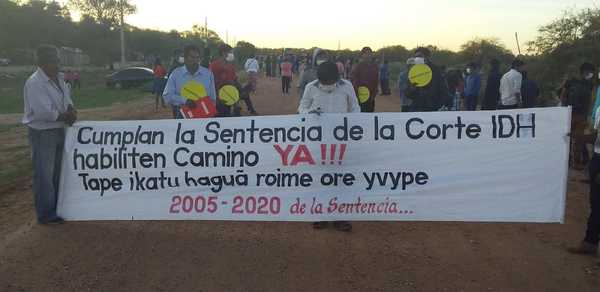 Cumplan la Sentencia de la Corte IDH
habiliten Camino YA!!!
Tape ikatu haguã roime ore yvype
2005-2020 de la Sentencia...